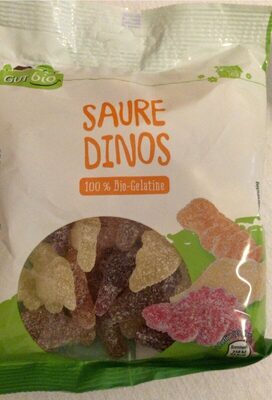 GUT bio
SAURE
DINOS
100 % Bio-Gelatine